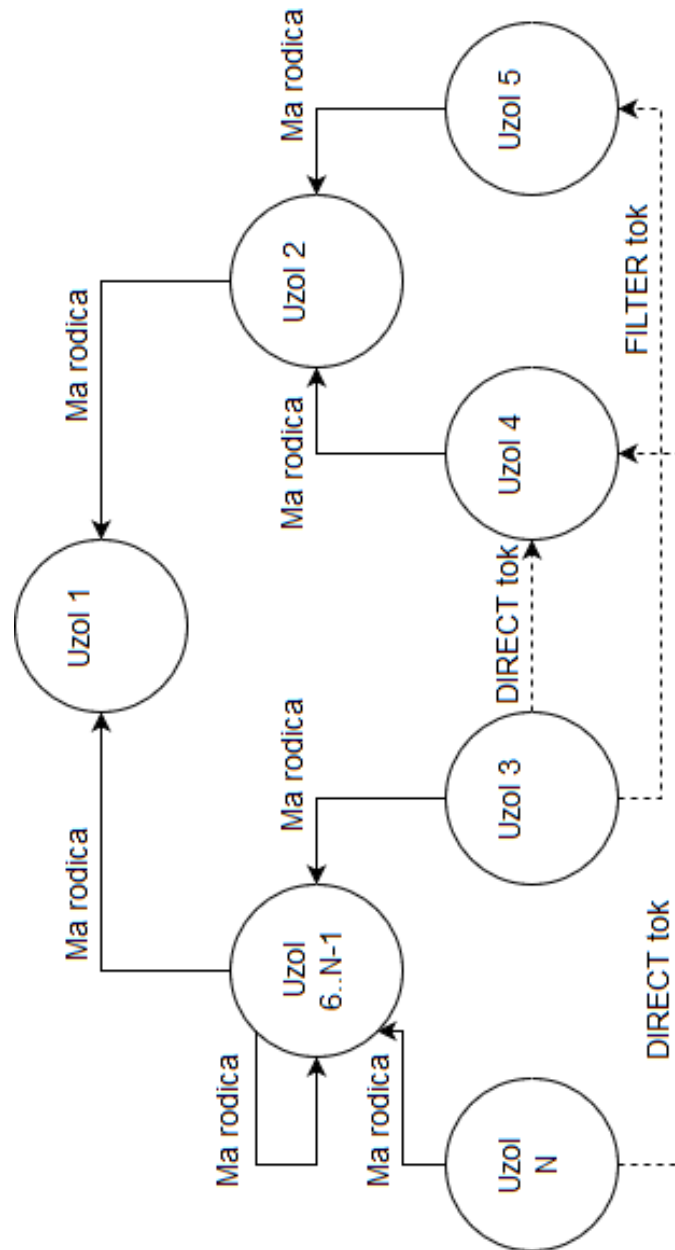 Uzol 1
Ma rodica
Ma rodica
Uzol
6..N-1
Uzol 2
Ma rodica
Ma rodica
Ma rodica
Ma rodica
Ma rodica
Uzol
N
Uzol 3
DIRECT tok
Uzol 4
Uzol 5
DIRECT tok
FILTER tok